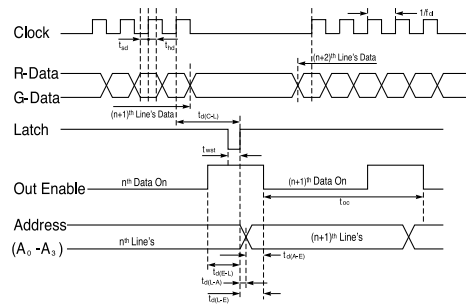 Clock
1/fcl
tsd
thd
R-Data
G-Data
(n+2)th Line's Data
(n+1)th Line's Data
td(C-L)
Latch
twst
Out Enable
nth Data On
(n+1)th Data On
toc
Address
(A0 -A3)
nth Line's
(n+1)th Line's
td(A-E)
td(E-L)
td(L-A)
td(L-E)